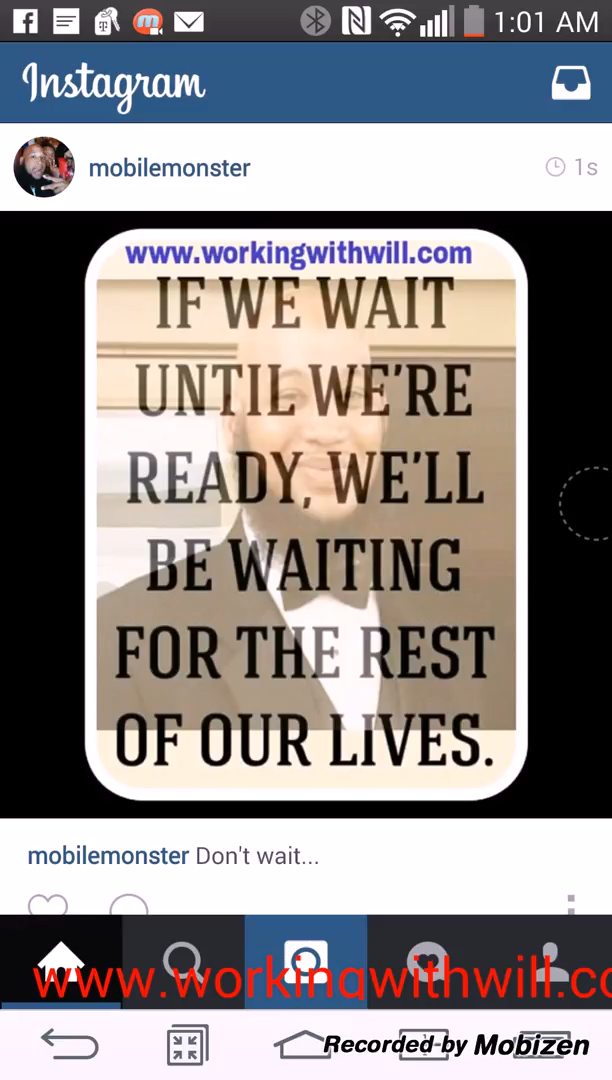 1:01 AM
Instagram
mobilemonster
1s
www.workingwithwill.com
IF WE WAIT
UNTIL WE'RE
READY, WE'LL
BE WAITING
FOR THE REST
OF OUR LIVES.
mobilemonster Don't wait...
www.workingwithwill.co
Recorded by Mobizen